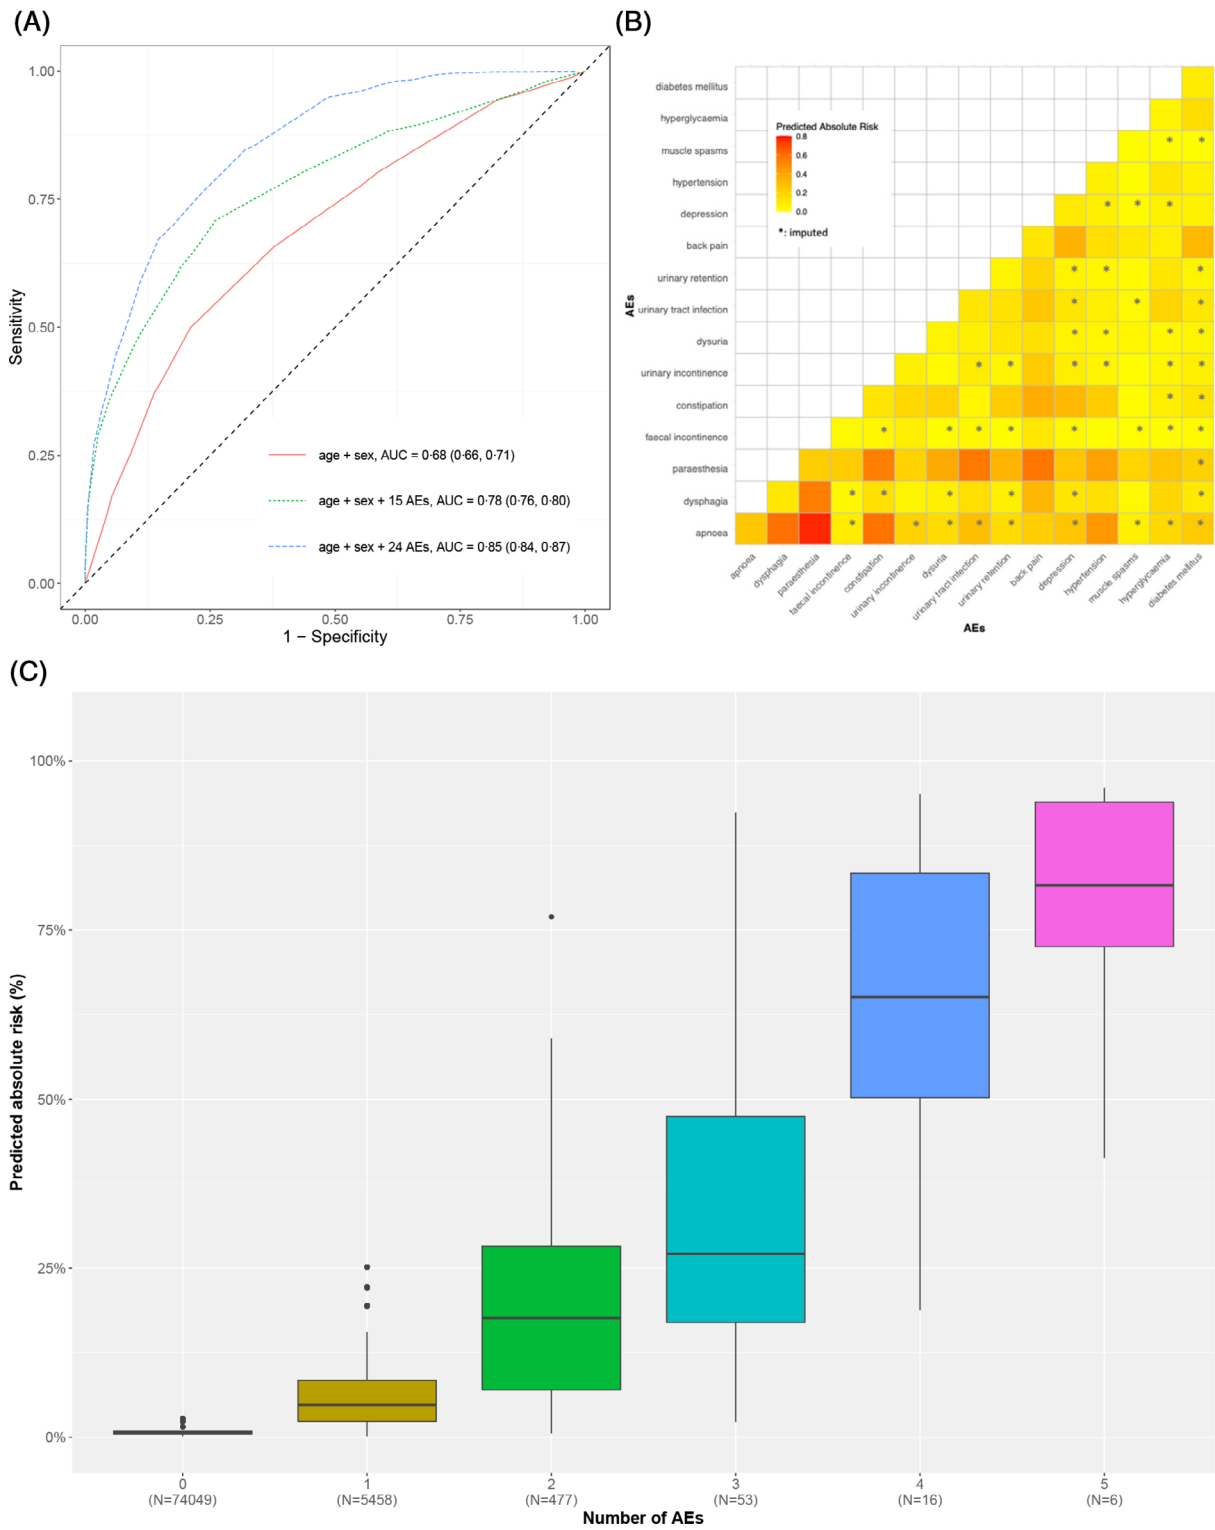 (A)
1.00
0.75
0.50
0.25
0.00
Sensitivity
age + sex, AUC = 0·68 (0·66, 0·71)
age + sex + 15 AEs, AUC = 0·78 (0·76, 0·80)
age + sex + 24 AEs, AUC = 0·85 (0·84, 0·87)
0.00 0.25 0.50 0.75 1.00
1 − Specificity
(B)
AEs
diabetes mellitus
hyperglycaemia
muscle spasms
hypertension
depression
back pain
urinary retention
urinary tract infection
dysuria
urinary incontinence
constipation
faecal incontinence
paraesthesia
dysphagia
apnoea
Predicted Absolute Risk
0.8
0.6
0.4
0.2
0.0
*: imputed
apnoea
dysphagia
paraesthesia
faecal incontinence
constipation
urinary incontinence
dysuria
urinary tract infection
urinary retention
back pain
depression
hypertension
muscle spasms
hyperglycaemia
diabetes mellitus
AEs
(C)
Predicted absolute risk (%)
100%
75%
50%
25%
0%
0 1 2 3 4 5
(N=74049) (N=5458) (N=477) (N=53) (N=16) (N=6)
Number of AEs